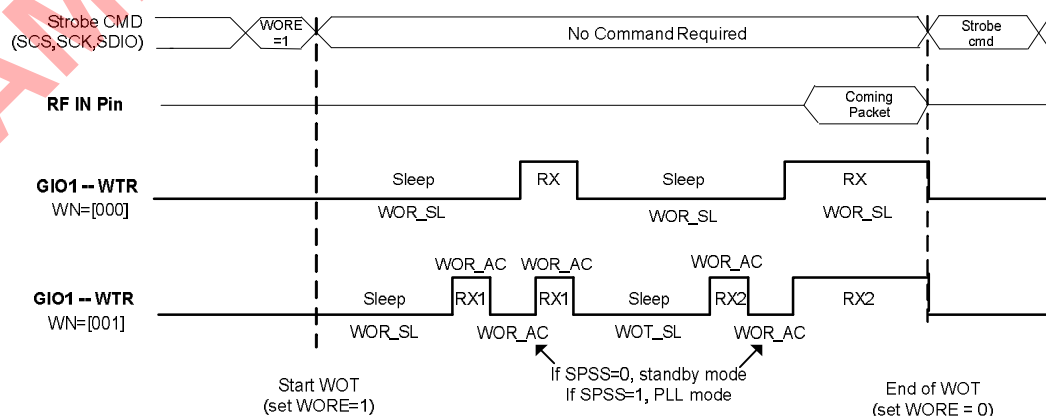 Strobe CMD
(SCS,SCK,SDIO)
WORE
=1
No Command Required
Strobe
cmd
RF IN Pin
Coming
Packet
GIO1 -- WTR
WN=[000]
Sleep
RX
Sleep
RX
WOR_SL
WOR_SL
WOR_SL
WOR_AC
WOR_AC
WOR_AC
GIO1 -- WTR
WN=[001]
Sleep
RX1
RX1
Sleep
RX2
RX2
WOR_SL
WOR_AC
WOT_SL
WOR_AC
If SPSS=0, standby mode
If SPSS=1, PLL mode
Start WOT
(set WORE=1)
End of WOT
(set WORE = 0)